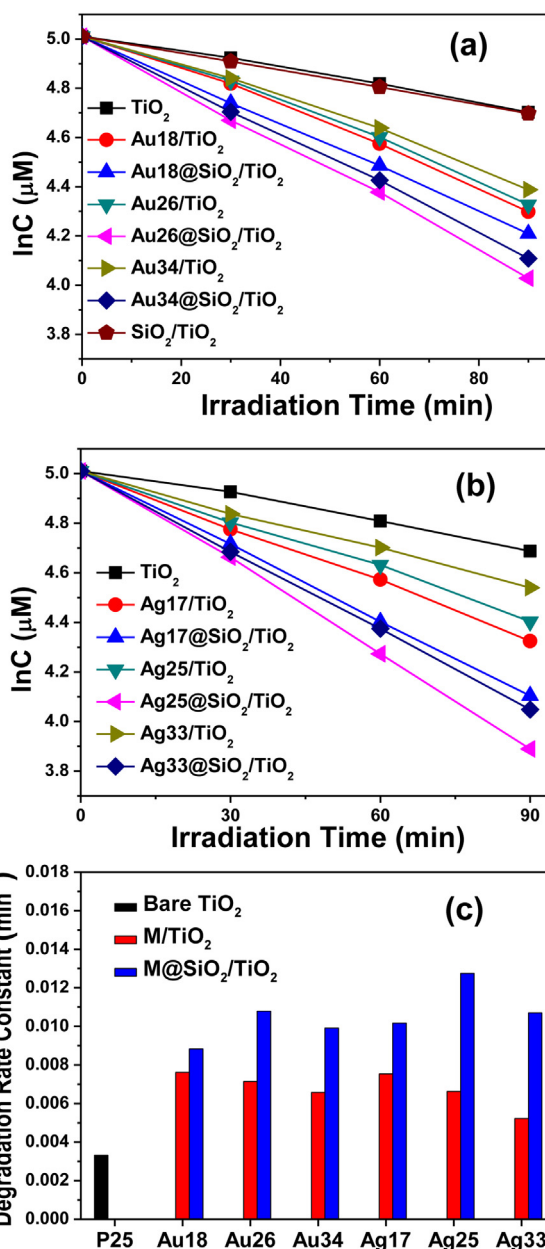 (a)
5.0
4.8
4.6
4.4
4.2
4.0
3.8
lnC (μM)
TiO₂
Au18/TiO₂
Au18@SiO₂/TiO₂
Au26/TiO₂
Au26@SiO₂/TiO₂
Au34/TiO₂
Au34@SiO₂/TiO₂
SiO₂/TiO₂
0 20 40 60 80
Irradiation Time (min)
(b)
5.0
4.8
4.6
4.4
4.2
4.0
3.8
lnC (μM)
TiO₂
Ag17/TiO₂
Ag17@SiO₂/TiO₂
Ag25/TiO₂
Ag25@SiO₂/TiO₂
Ag33/TiO₂
Ag33@SiO₂/TiO₂
0 30 60 90
Irradiation Time (min)
(c)
0.018
0.016
0.014
0.012
0.010
0.008
0.006
0.004
0.002
0.000
Degradation Rate Constant (min
Bare TiO₂
M/TiO₂
M@SiO₂/TiO₂
P25 Au18 Au26 Au34 Ag17 Ag25 Ag33